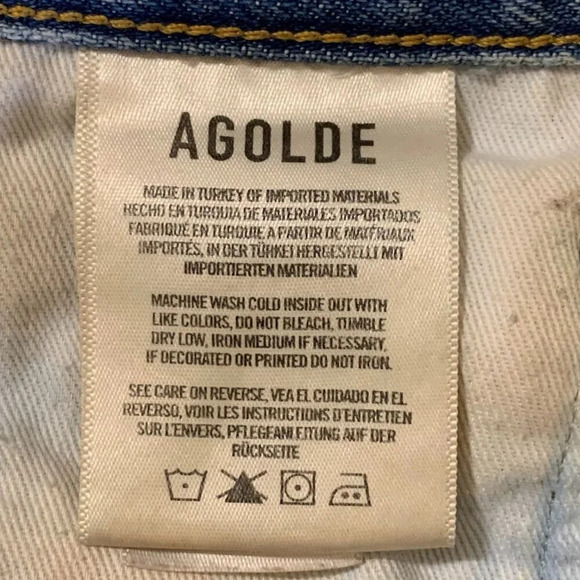 AGOLDE
MADE IN TURKEY OF IMPORTED MATERIALS
HECHO EN TURQUIA DE MATERIALES IMPORTADOS
FABRIQUÉ EN TURQUIE A PARTIR DE MATÉRIAUX
IMPORTÉS, IN DER TÜRKEI HERGESTELLT MIT
IMPORTIERTEN MATERIALIEN
MACHINE WASH COLD INSIDE OUT WITH
LIKE COLORS, DO NOT BLEACH, TUMBLE
DRY LOW, IRON MEDIUM IF NECESSARY,
IF DECORATED OR PRINTED DO NOT IRON.
SEE CARE ON REVERSE, VEA EL CUIDADO EN EL
REVERSO, VOIR LES INSTRUCTIONS D'ENTRETIEN
SUR L'ENVERS, PFLEGEANLEITUNG AUF DER
RÜCKSEITE